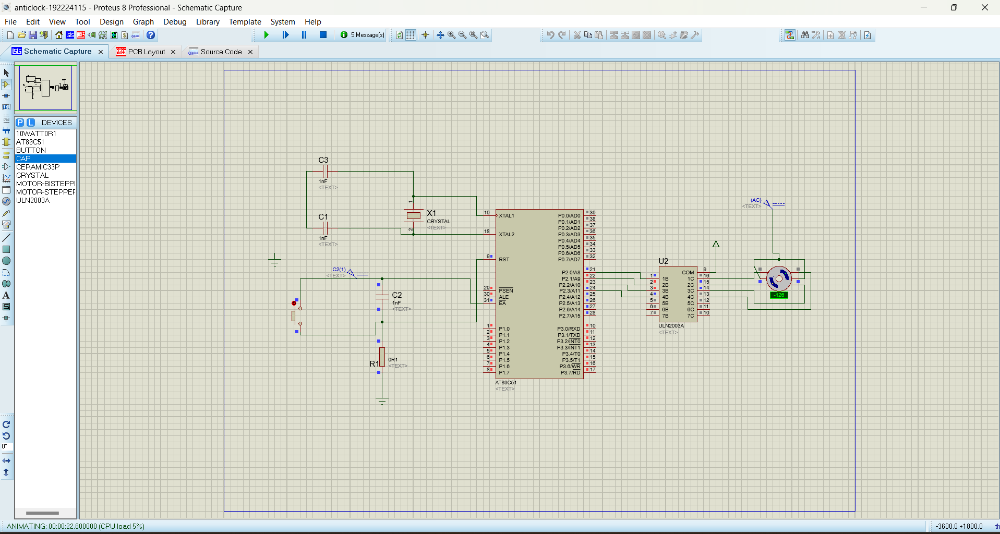 anticlock-192224115 - Proteus 8 Professional - Schematic Capture
File Edit View Tool Design Graph Debug Library Template System Help
5 Message(s)
Schematic Capture
PCB Layout
Source Code
P L DEVICES
10WATT0R1
AT89C51
BUTTON
CAP
CERAMIC33P
CRYSTAL
MOTOR-BISTEPPI
MOTOR-STEPPER
ULN2003A
LBL
A
S
0°
C3
1nF
<TEXT>
C1
1nF
<TEXT>
1
X1
CRYSTAL
<TEXT>
2
C2(1)
<TEXT>
C2
1nF
<TEXT>
R1
0R1
<TEXT>
19 XTAL1
18 XTAL2
9 RST
29 PSEN
30 ALE
31 EA
1 P1.0
2 P1.1
3 P1.2
4 P1.3
5 P1.4
6 P1.5
7 P1.6
8 P1.7
P0.0/AD0 39
P0.1/AD1 38
P0.2/AD2 37
P0.3/AD3 36
P0.4/AD4 35
P0.5/AD5 34
P0.6/AD6 33
P0.7/AD7 32
P2.0/A8 21
P2.1/A9 22
P2.2/A10 23
P2.3/A11 24
P2.4/A12 25
P2.5/A13 26
P2.6/A14 27
P2.7/A15 28
P3.0/RXD 10
P3.1/TXD 11
P3.2/INT0 12
P3.3/INT1 13
P3.4/T0 14
P3.5/T1 15
P3.6/WR 16
P3.7/RD 17
AT89C51
<TEXT>
U2
COM 9
1 1B 1C 16
2 2B 2C 15
3 3B 3C 14
4 4B 4C 13
5 5B 5C 12
6 6B 6C 11
7 7B 7C 10
ULN2003A
<TEXT>
(AC)
<TEXT>
-126
ANIMATING: 00:00:22.800000 (CPU load 5%)
-3600.0 +1800.0 th